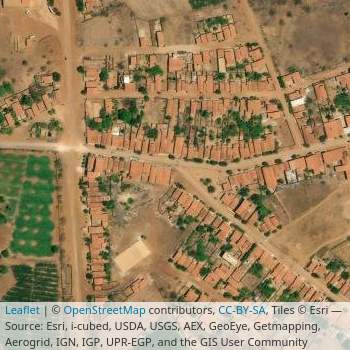 Leaflet | © OpenStreetMap contributors, CC-BY-SA, Tiles © Esri —
Source: Esri, i-cubed, USDA, USGS, AEX, GeoEye, Getmapping,
Aerogrid, IGN, IGP, UPR-EGP, and the GIS User Community